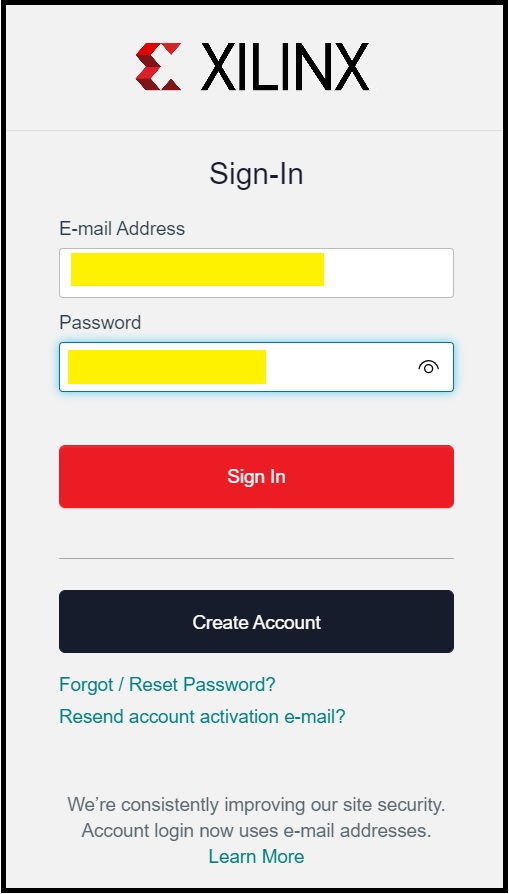 XILINX
Sign-In
E-mail Address
Password
Sign In
Create Account
Forgot / Reset Password?
Resend account activation e-mail?
We’re consistently improving our site security.
Account login now uses e-mail addresses.
Learn More